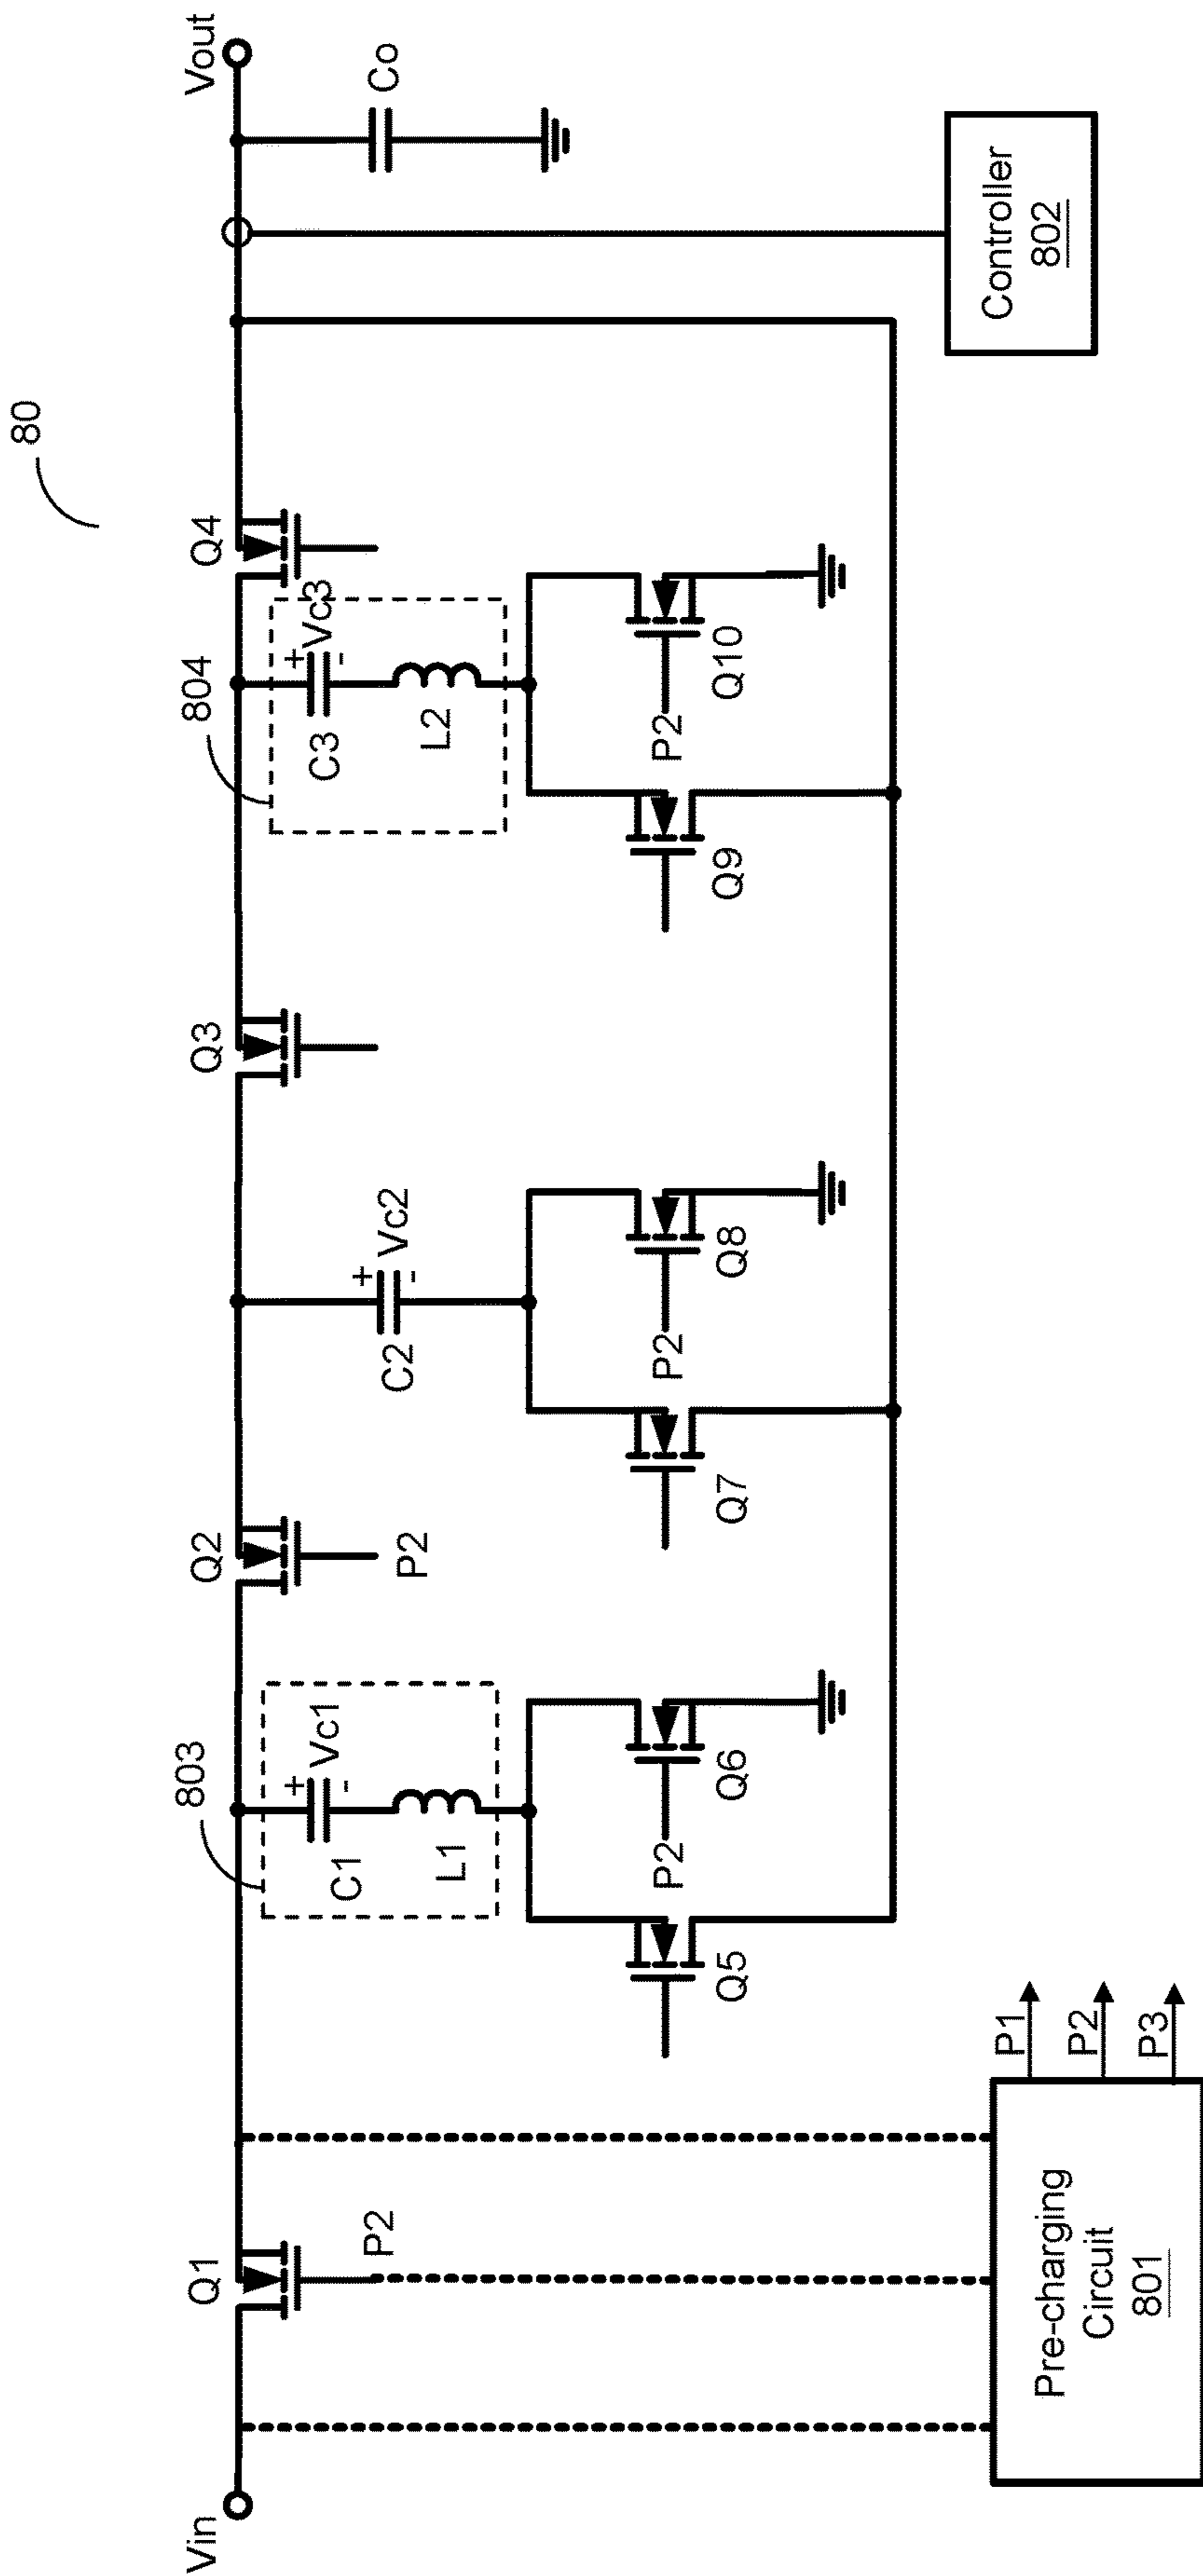 80
Vin
Q1
Q2
Q3
Q4
Vout
803
804
C1
+
Vc1
-
L1
C2
+
Vc2
-
C3
+
Vc3
-
L2
Co
P2
P2
Q5
P2
Q6
Q7
P2
Q8
Q9
P2
Q10
Pre-charging
Circuit
801
P1
P2
P3
Controller
802